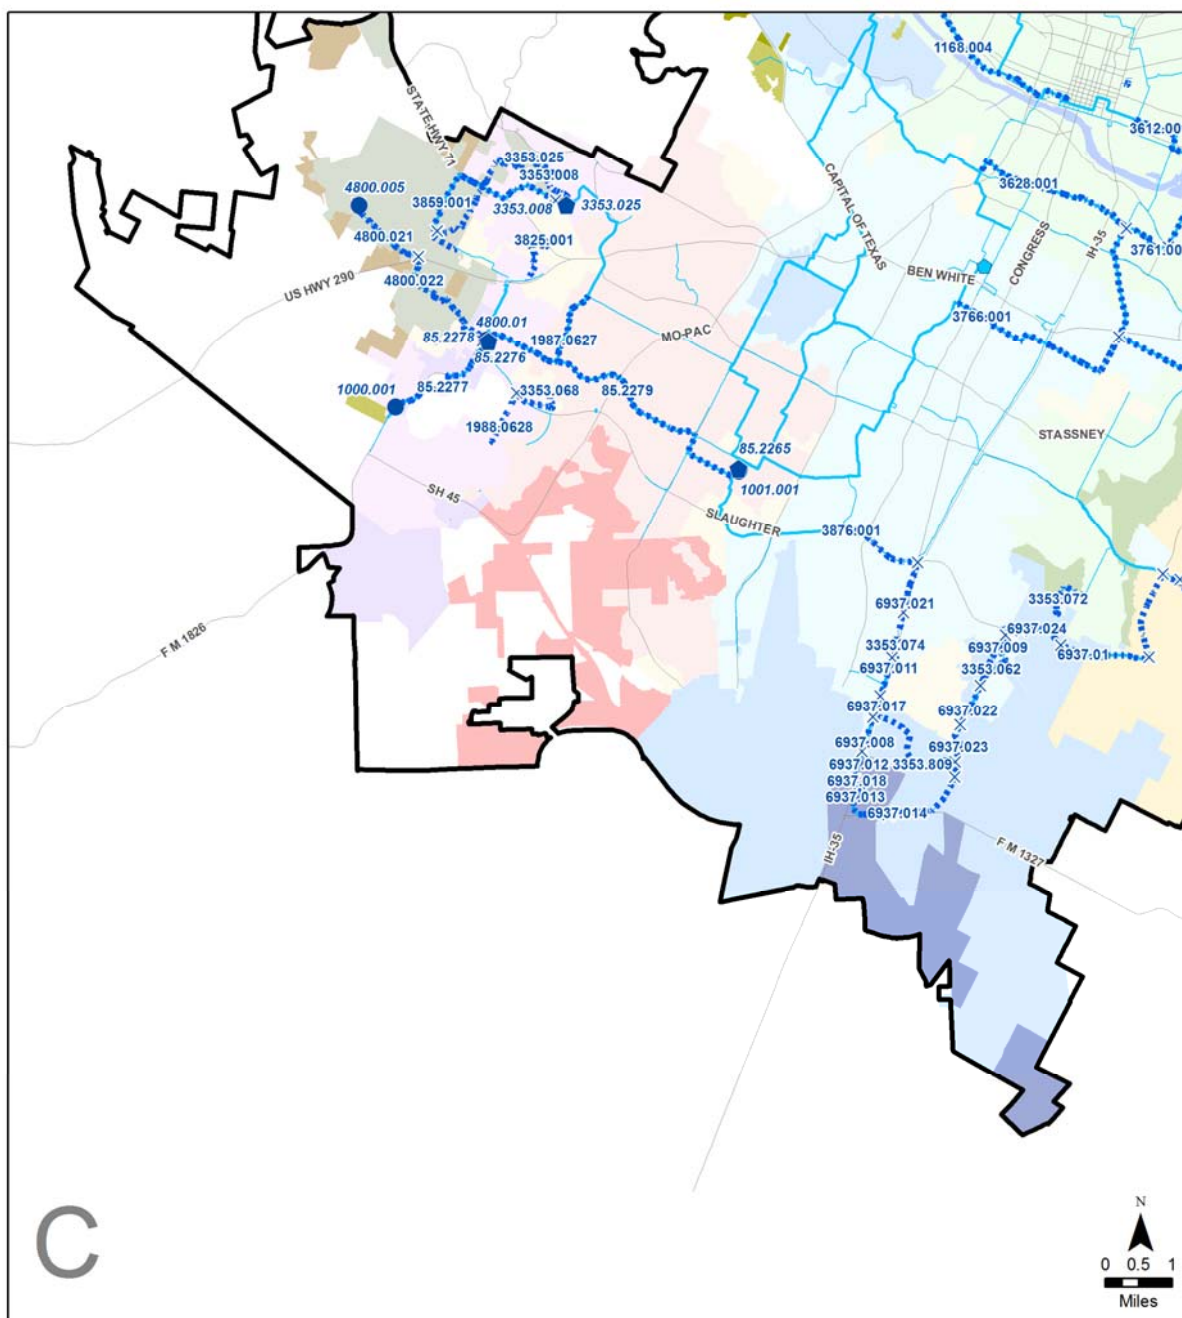 1168.004
3612.00
STATE HWY 71
3353.025
3353.008
4800.005
3859.001
3353.008
3353.025
3628.001
CAPITAL OF TEXAS
CONGRESS
IH-35
3761.00
4800.021
3825.001
4800.022
US HWY 290
BEN WHITE
3766.001
4800.01
85.2278
85.2276
1987.0627
MO-PAC
1000.001
85.2277
3353.068
85.2279
1988.0628
STASSNEY
85.2265
1001.001
SH 45
SLAUGHTER
3876.001
F M 1826
6937.021
3353.072
3353.074
6937.011
6937.024
6937.009
6937.01
3353.062
6937.017
6937.022
6937.008
6937.023
6937.012
3353.809
6937.018
6937.013
6937.014
IH-35
F M 1327
C
N
0 0.5 1
Miles